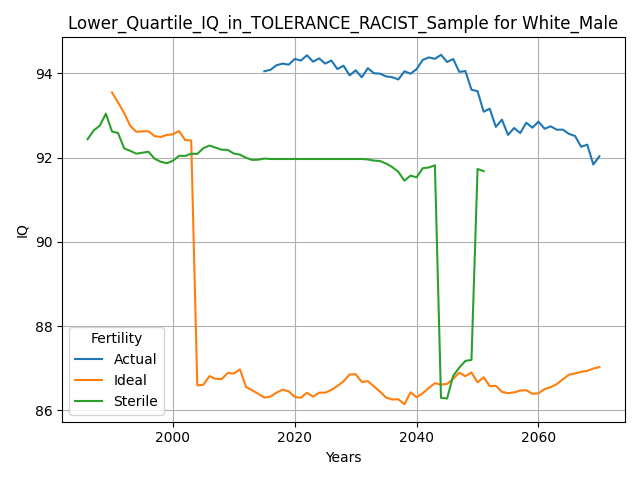 Lower_Quartile_IQ_in_TOLERANCE_RACIST_Sample for White_Male
IQ
94
92
90
88
86
Fertility
Actual
Ideal
Sterile
2000
2020
2040
2060
Years